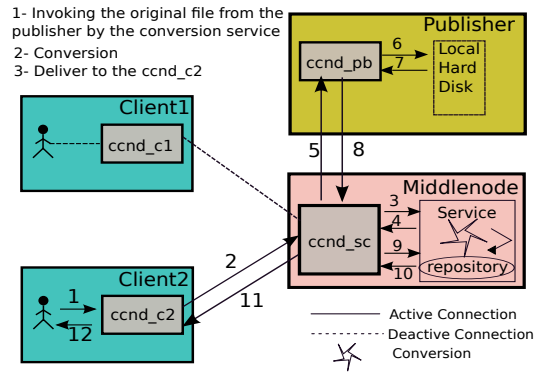 1- Invoking the original file from the
publisher by the conversion service
2- Conversion
3- Deliver to the ccnd_c2
Publisher
ccnd_pb
6
7
Local
Hard
Disk
Client1
ccnd_c1
5
8
Middlenode
ccnd_sc
3
4
9
10
Service
repository
Client2
ccnd_c2
1
12
2
11
Active Connection
Deactive Connection
Conversion